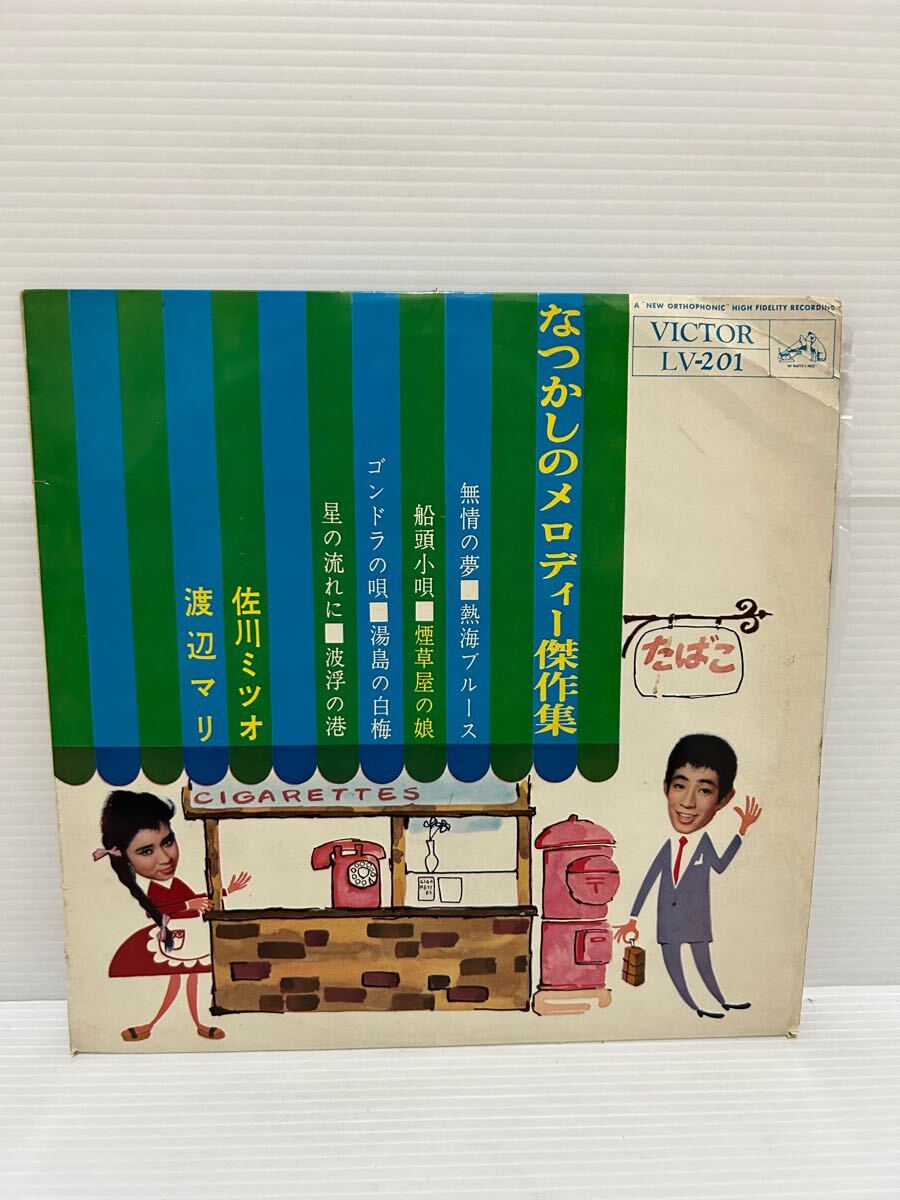 A "NEW ORTHOPHONIC" HIGH FIDELITY RECORDING
VICTOR
LV-201
なつかしのメロディー傑作集
無情の夢■熱海ブルース
船頭小唄■煙草屋の娘
ゴンドラの唄■湯島の白梅
星の流れに■波浮の港
佐川ミツオ
渡辺マリ
たばこ
CIGARETTES